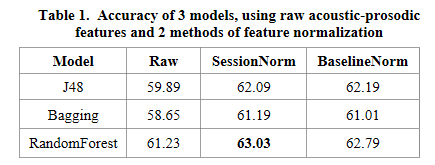 Table 1. Accuracy of 3 models, using raw acoustic-prosodic
features and 2 methods of feature normalization
Model Raw SessionNorm BaselineNorm
J48 59.89 62.09 62.19
Bagging 58.65 61.19 61.01
RandomForest 61.23 63.03 62.79